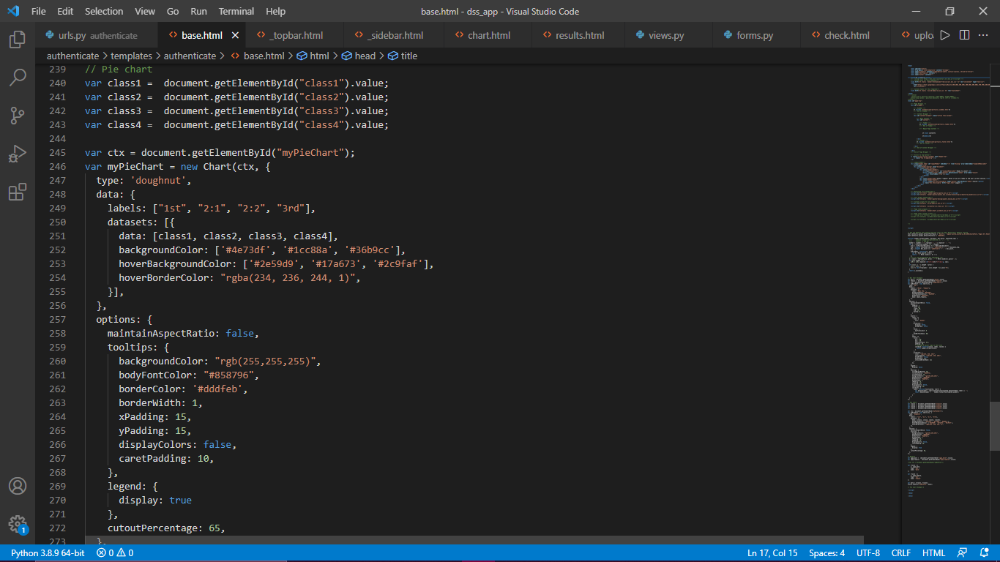 File Edit Selection View Go Run Terminal Help base.html - dss_app - Visual Studio Code
urls.py authenticate base.html _topbar.html _sidebar.html chart.html results.html views.py forms.py check.html uplo
authenticate > templates > authenticate > base.html > html > head > title
239 // Pie chart
240 var class1 =  document.getElementById("class1").value;
241 var class2 =  document.getElementById("class2").value;
242 var class3 =  document.getElementById("class3").value;
243 var class4 =  document.getElementById("class4").value;
244
245 var ctx = document.getElementById("myPieChart");
246 var myPieChart = new Chart(ctx, {
247   type: 'doughnut',
248   data: {
249     labels: ["1st", "2:1", "2:2", "3rd"],
250     datasets: [{
251       data: [class1, class2, class3, class4],
252       backgroundColor: ['#4e73df', '#1cc88a', '#36b9cc'],
253       hoverBackgroundColor: ['#2e59d9', '#17a673', '#2c9faf'],
254       hoverBorderColor: "rgba(234, 236, 244, 1)",
255     }],
256   },
257   options: {
258     maintainAspectRatio: false,
259     tooltips: {
260       backgroundColor: "rgb(255,255,255)",
261       bodyFontColor: "#858796",
262       borderColor: '#dddfeb',
263       borderWidth: 1,
264       xPadding: 15,
265       yPadding: 15,
266       displayColors: false,
267       caretPadding: 10,
268     },
269     legend: {
270       display: true
271     },
272     cutoutPercentage: 65,
273   },
1
Python 3.8.9 64-bit 0 0 Ln 17, Col 15 Spaces: 4 UTF-8 CRLF HTML